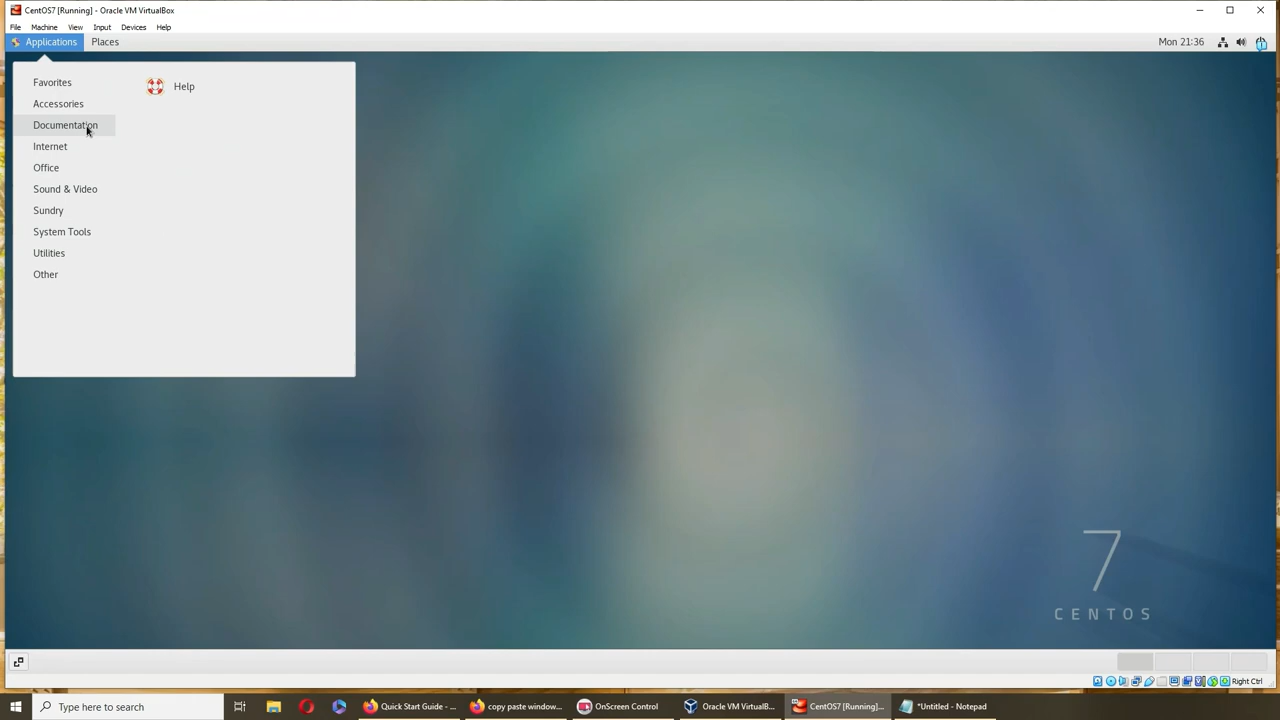 CentOS7 [Running] - Oracle VM VirtualBox
File Machine View Input Devices Help
Applications Places Mon 21:36
Favorites
Accessories
Documentation
Internet
Office
Sound & Video
Sundry
System Tools
Utilities
Other
Help
7
CENTOS
Right Ctrl
Type here to search
Quick Start Guide - ...
copy paste window...
OnScreen Control
Oracle VM VirtualB...
CentOS7 [Running]...
*Untitled - Notepad